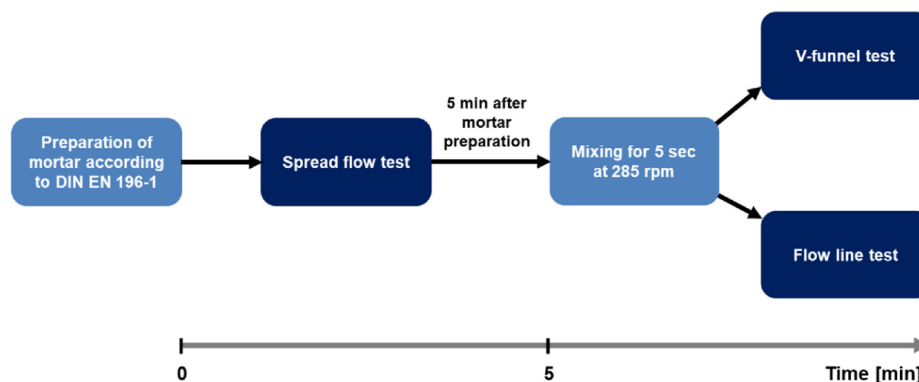 Preparation of
mortar according
to DIN EN 196-1
Spread flow test
5 min after
mortar
preparation
Mixing for 5 sec
at 285 rpm
V-funnel test
Flow line test
0
5
Time [min]